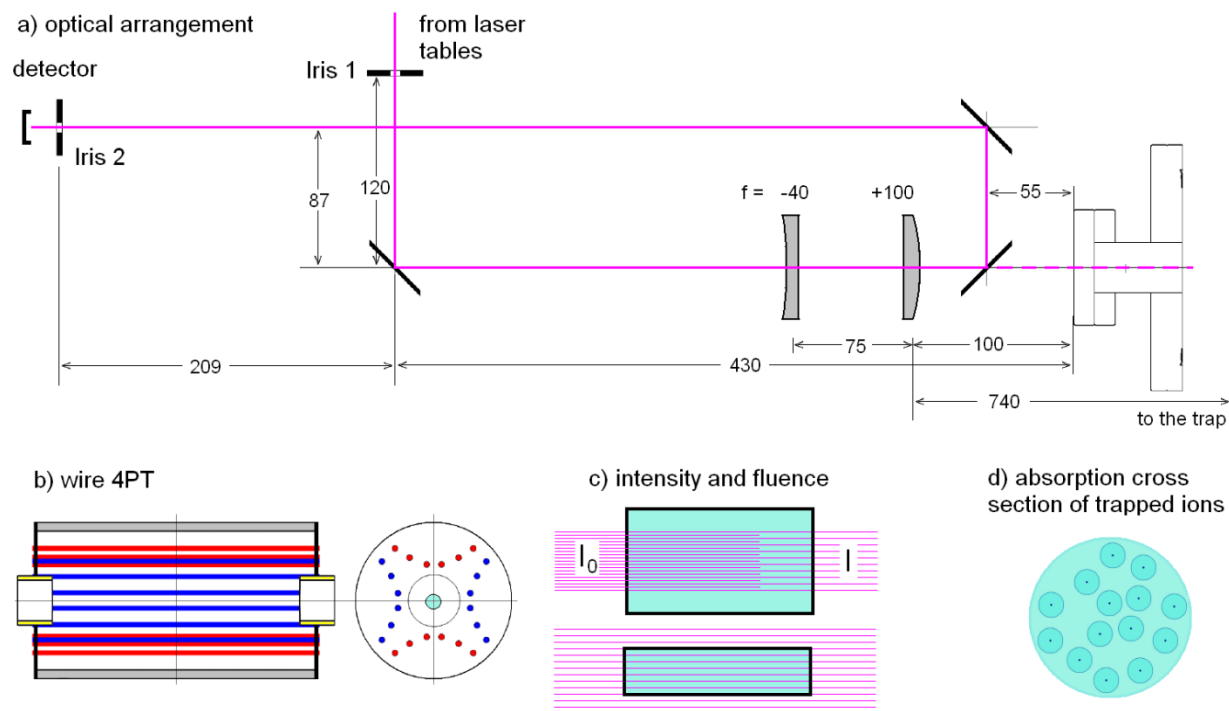 a) optical arrangement
from laser
tables
detector
Iris 1
Iris 2
87
120
f = -40 +100
55
75
100
209
430
740
to the trap
b) wire 4PT
c) intensity and fluence
I0
I
d) absorption cross
section of trapped ions